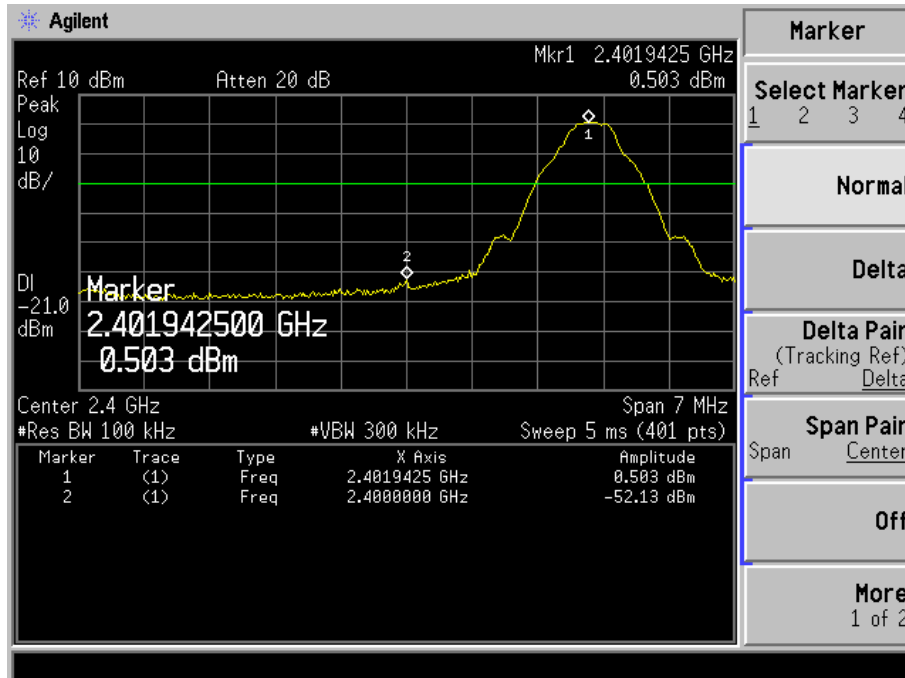 Agilent
Mkr1 2.4019425 GHz
Ref 10 dBm Atten 20 dB 0.503 dBm
Peak
Log
10
dB/
1
2
DI
-21.0
dBm
Marker
2.401942500 GHz
0.503 dBm
Center 2.4 GHz Span 7 MHz
#Res BW 100 kHz #VBW 300 kHz Sweep 5 ms (401 pts)
Marker Trace Type X Axis Amplitude
1 (1) Freq 2.4019425 GHz 0.503 dBm
2 (1) Freq 2.4000000 GHz -52.13 dBm
Marker
Select Marker
1 2 3 4
Normal
Delta
Delta Pair
(Tracking Ref)
Ref Delta
Span Pair
Span Center
Off
More
1 of 2